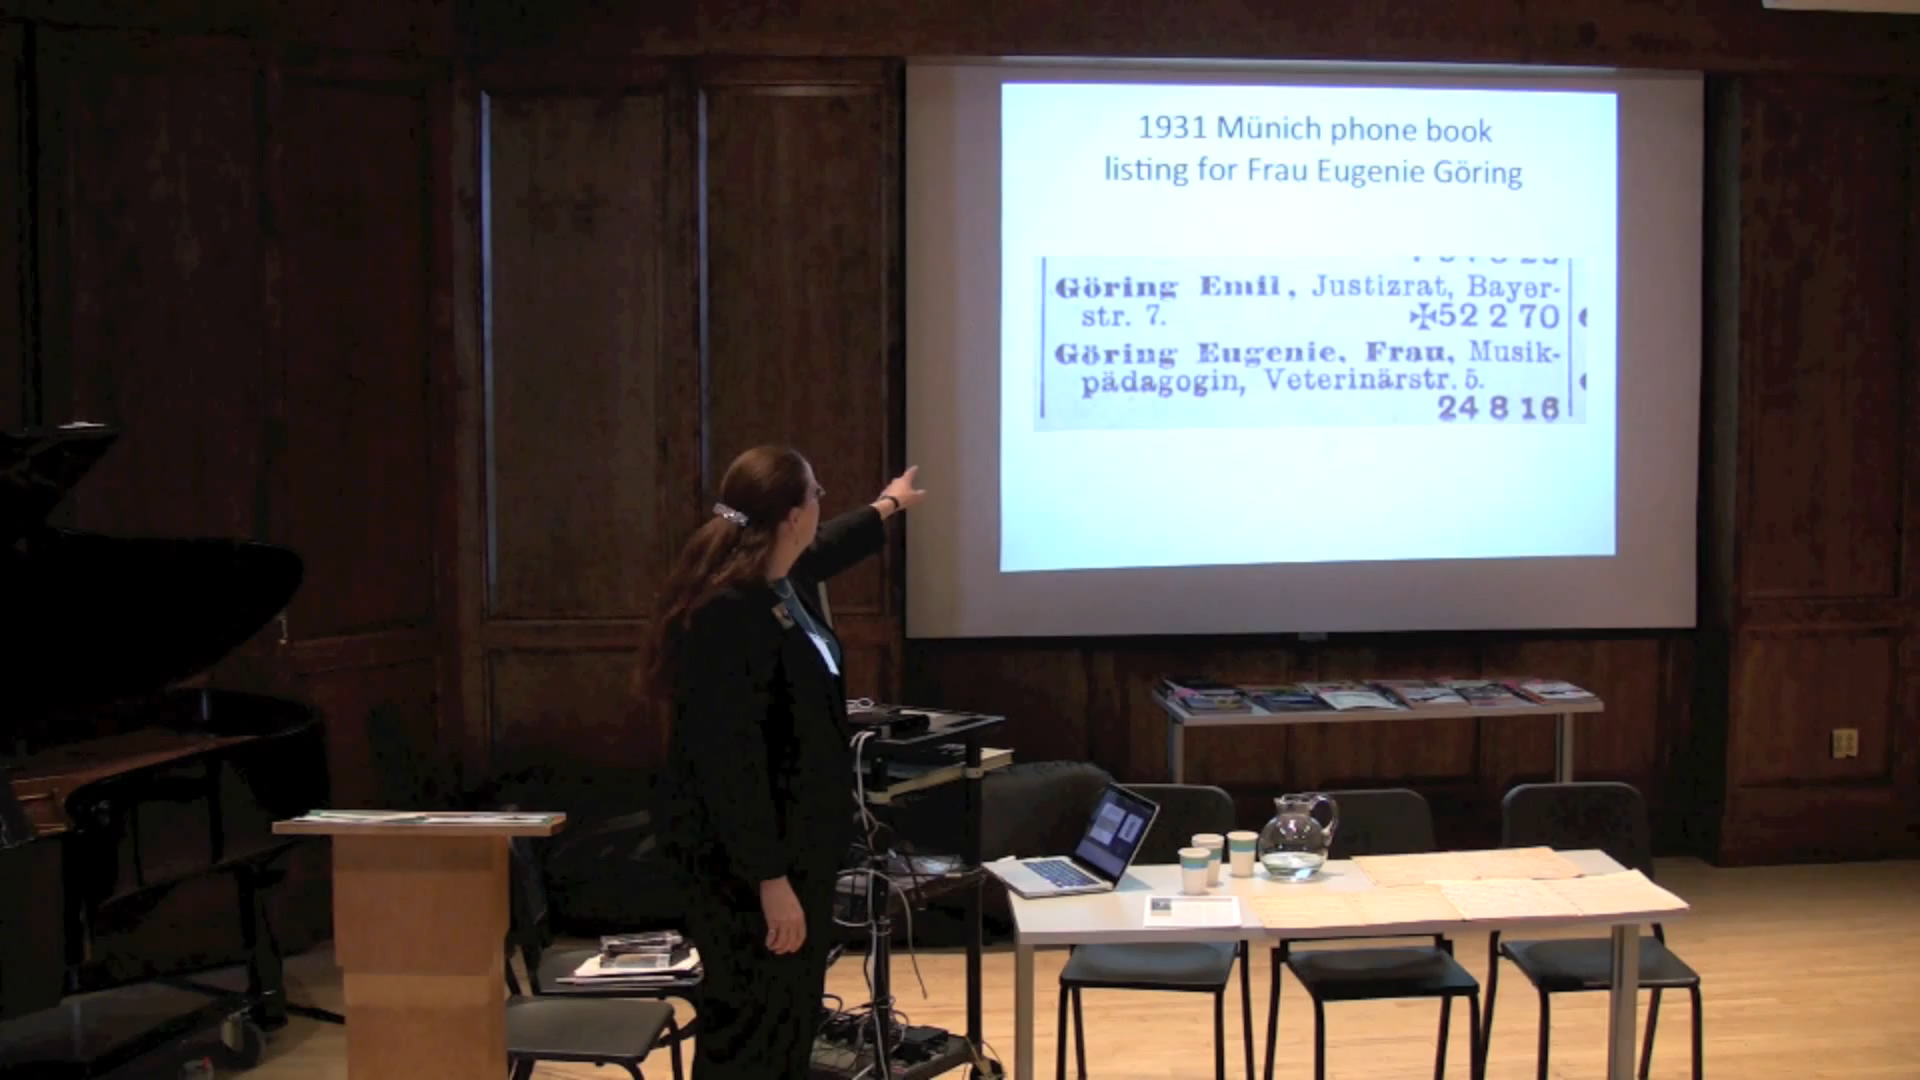 1931 Münich phone book
listing for Frau Eugenie Göring
Göring Emil, Justizrat, Bayer-
str. 7. ✠52 2 70
Göring Eugenie, Frau, Musik-
pädagogin, Veterinärstr. 5.
24 8 16